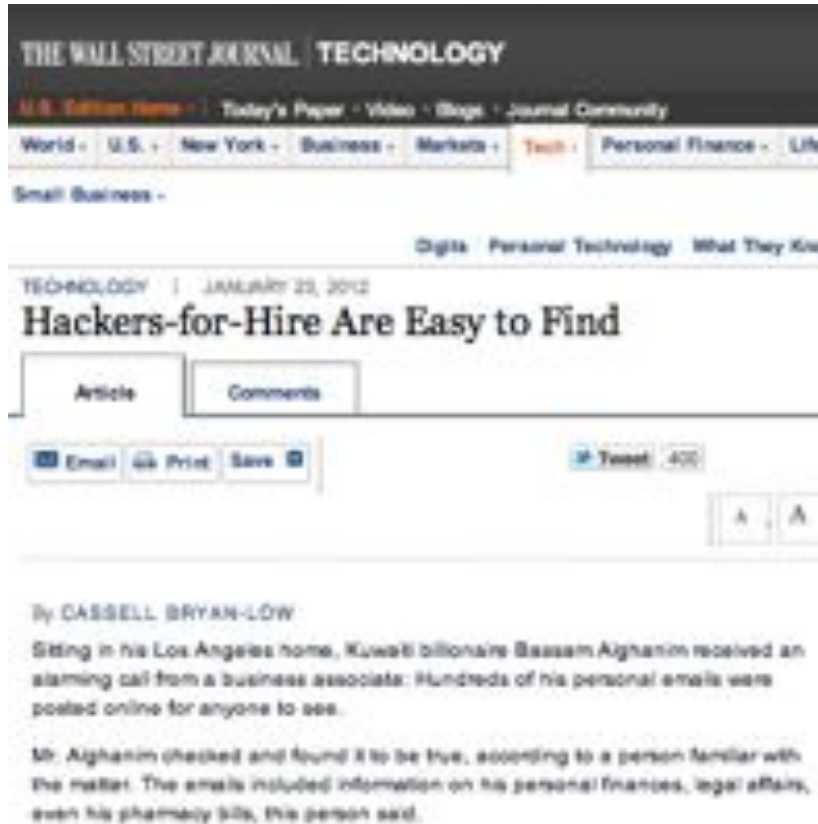 THE WALL STREET JOURNAL | TECHNOLOGY
U.S. Edition Home Today's Paper • Video • Blogs • Journal Community
World U.S. New York Business Markets Tech Personal Finance Life
Small Business
Digits Personal Technology What They Kno
TECHNOLOGY | JANUARY 23, 2012
Hackers-for-Hire Are Easy to Find
Article Comments
Email Print Save Tweet 400
A A
By CASSELL BRYAN-LOW
Sitting in his Los Angeles home, Kuwaiti billionaire Bassam Alghanim received an
alarming call from a business associate: Hundreds of his personal emails were
posted online for anyone to see.
Mr. Alghanim checked and found it to be true, according to a person familiar with
the matter. The emails included information on his personal finances, legal affairs,
even his pharmacy bills, this person said.